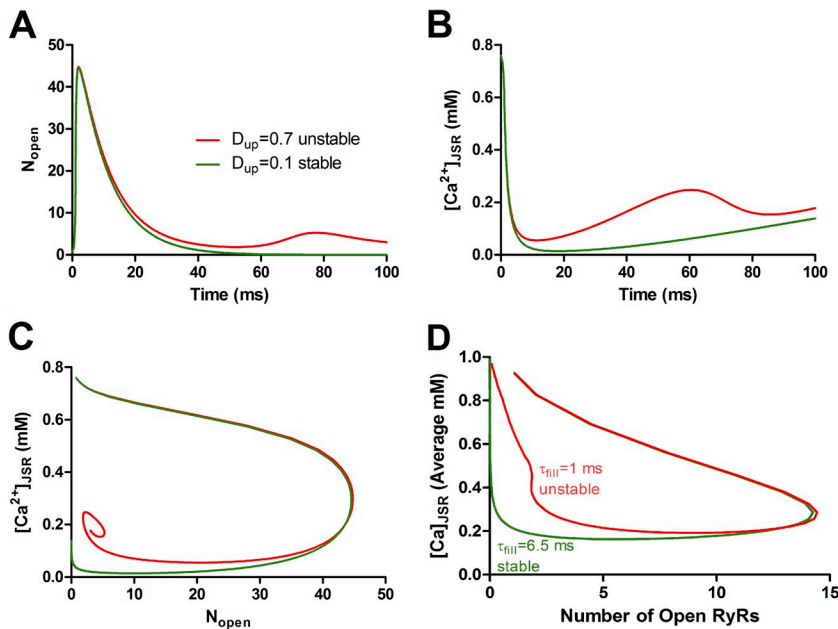 A
N_open
50
40
30
20
10
0
D_up=0.7 unstable
D_up=0.1 stable
0 20 40 60 80 100
Time (ms)
B
[Ca²⁺]_JSR (mM)
0.8
0.6
0.4
0.2
0.0
0 20 40 60 80 100
Time (ms)
C
[Ca²⁺]_JSR (mM)
0.8
0.6
0.4
0.2
0.0
0 10 20 30 40 50
N_open
D
[Ca]_JSR (Average mM)
1.0
0.8
0.6
0.4
0.2
0.0
τ_fill=1 ms
unstable
τ_fill=6.5 ms
stable
0 5 10 15
Number of Open RyRs